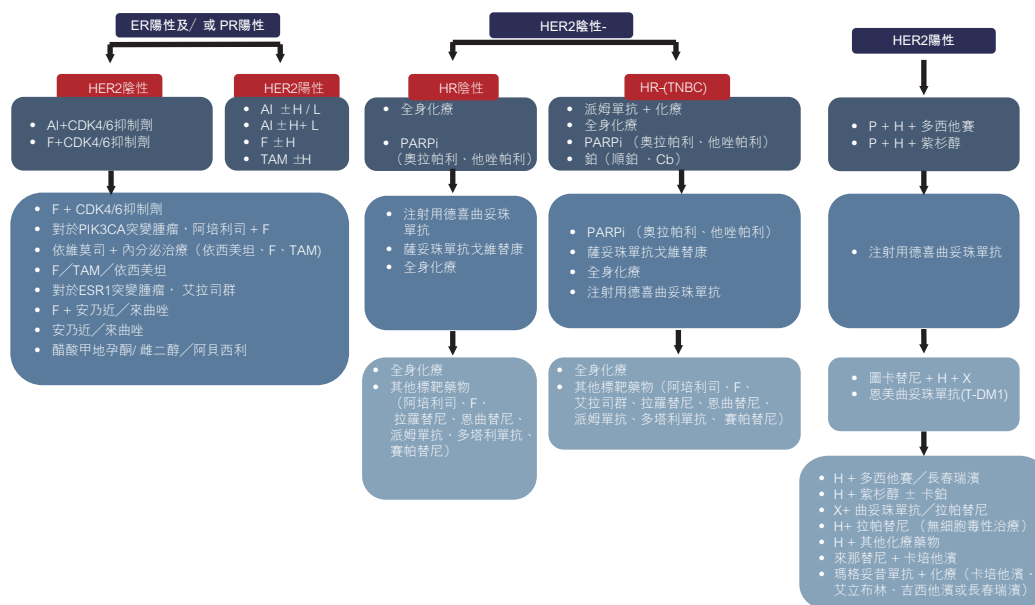 ER陽性及/ 或 PR陽性
HER2陰性
AI+CDK4/6抑制劑
F+CDK4/6抑制劑
HER2陽性
AI ±H / L
AI ±H+ L
F ±H
TAM ±H
F + CDK4/6抑制劑
對於PIK3CA突變腫瘤，阿培利司 + F
依維莫司 + 內分泌治療（依西美坦、F、TAM)
F╱TAM╱依西美坦
對於ESR1突變腫瘤， 艾拉司群
F + 安乃近╱來曲唑
安乃近╱來曲唑
醋酸甲地孕酮/ 雌二醇╱阿貝西利
HER2陰性-
HR陰性
全身化療
PARPi
（奧拉帕利、他唑帕利）
注射用德喜曲妥珠
單抗
薩妥珠單抗戈維替康
全身化療
全身化療
其他標靶藥物
（阿培利司、F、
拉羅替尼、恩曲替尼、
派姆單抗、多塔利單抗、
賽帕替尼）
HR-(TNBC)
派姆單抗 + 化療
全身化療
PARPi （奧拉帕利、他唑帕利）
鉑（順鉑 、Cb）
PARPi （奧拉帕利、他唑帕利）
薩妥珠單抗戈維替康
全身化療
注射用德喜曲妥珠單抗
全身化療
其他標靶藥物（阿培利司、F、
艾拉司群、拉羅替尼、恩曲替尼、
派姆單抗、多塔利單抗、 賽帕替尼）
HER2陽性
P + H + 多西他賽
P + H + 紫杉醇
注射用德喜曲妥珠單抗
圖卡替尼 + H + X
恩美曲妥珠單抗(T-DM1)
H + 多西他賽╱長春瑞濱
H + 紫杉醇 ± 卡鉑
X+ 曲妥珠單抗╱拉帕替尼
H+ 拉帕替尼 （無細胞毒性治療）
H + 其他化療藥物
來那替尼 + 卡培他濱
瑪格妥昔單抗 + 化療（卡培他濱、
艾立布林、吉西他濱或長春瑞濱）